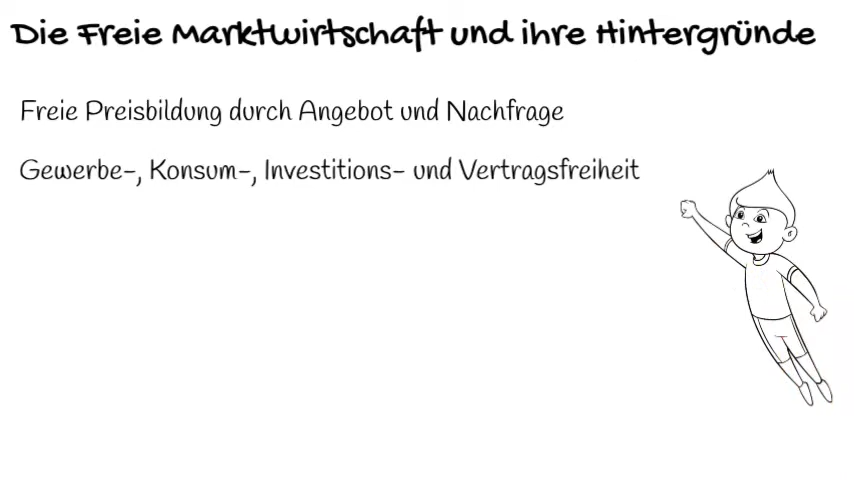 Die Freie Marktwirtschaft und ihre Hintergründe
Freie Preisbildung durch Angebot und Nachfrage
Gewerbe-, Konsum-, Investitions- und Vertragsfreiheit